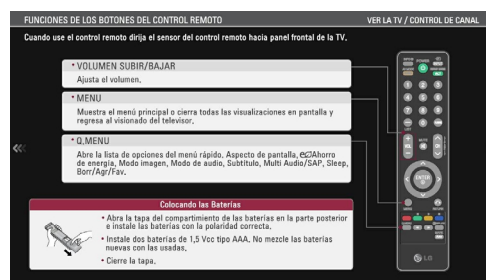 FUNCIONES DE LOS BOTONES DEL CONTROL REMOTO
VER LA TV / CONTROL DE CANAL
Cuando use el control remoto dirija el sensor del control remoto hacia panel frontal de la TV.
• VOLUMEN SUBIR/BAJAR
Ajusta el volumen.
• MENU
Muestra el menú principal o cierra todas las visualizaciones en pantalla y
regresa al visionado del televisor.
• Q.MENU
Abre la lista de opciones del menú rápido. Aspecto de pantalla, Ahorro
de energia, Modo imagen, Modo de audio, Subtítulo, Multi Audio/SAP, Sleep,
Borr/Agr/Fav.
Colocando las Baterías
• Abra la tapa del compartimiento de las baterías en la parte posterior
e instale las baterías con la polaridad correcta.
• Instale dos baterías de 1,5 Vcc tipo AAA. No mezcle las baterías
nuevas con las usadas.
• Cierre la tapa.
POWER
VOL
MUTE
ENTER
LG